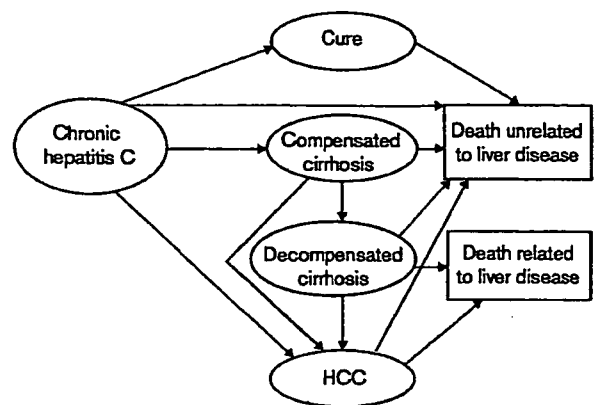 Cure
Chronic
hepatitis C
Compensated
cirrhosis
Death unrelated
to liver disease
Decompensated
cirrhosis
Death related
to liver disease
HCC